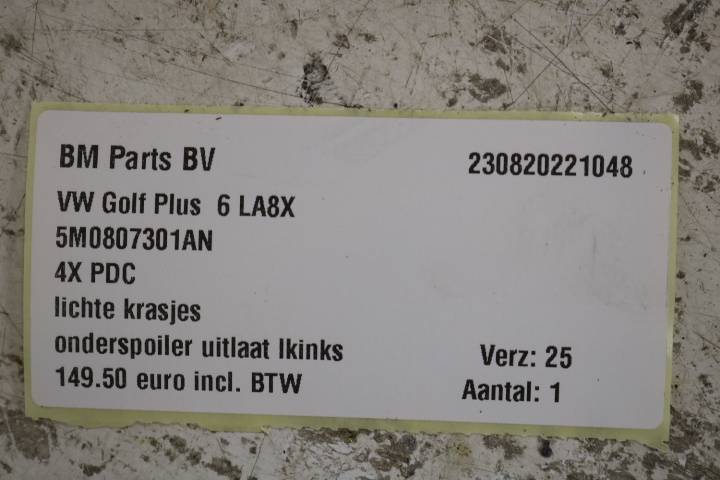 BM Parts BV 230820221048
VW Golf Plus 6 LA8X
5M0807301AN
4X PDC
lichte krasjes
onderspoiler uitlaat lkinks Verz: 25
149.50 euro incl. BTW Aantal: 1